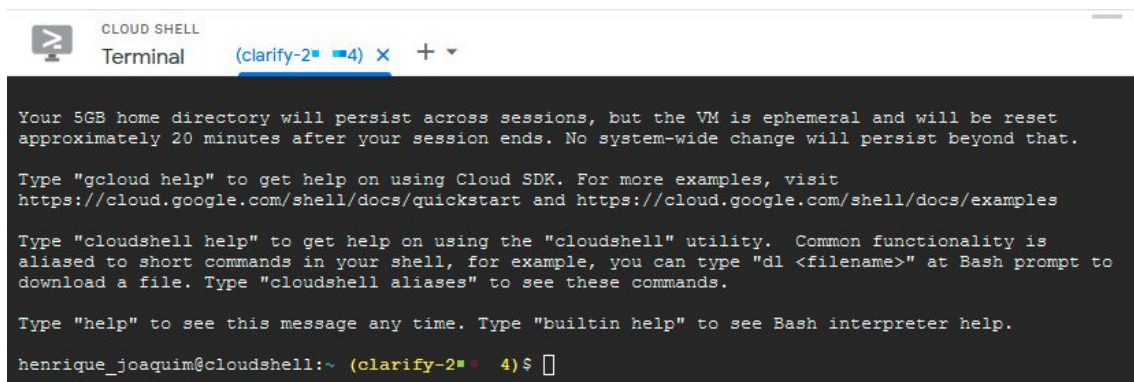 CLOUD SHELL
Terminal (clarify-2 4) × + ▾
Your 5GB home directory will persist across sessions, but the VM is ephemeral and will be reset
approximately 20 minutes after your session ends. No system-wide change will persist beyond that.
Type "gcloud help" to get help on using Cloud SDK. For more examples, visit
https://cloud.google.com/shell/docs/quickstart and https://cloud.google.com/shell/docs/examples
Type "cloudshell help" to get help on using the "cloudshell" utility.  Common functionality is
aliased to short commands in your shell, for example, you can type "dl <filename>" at Bash prompt to
download a file. Type "cloudshell aliases" to see these commands.
Type "help" to see this message any time. Type "builtin help" to see Bash interpreter help.
henrique_joaquim@cloudshell:~ (clarify-2 4)$